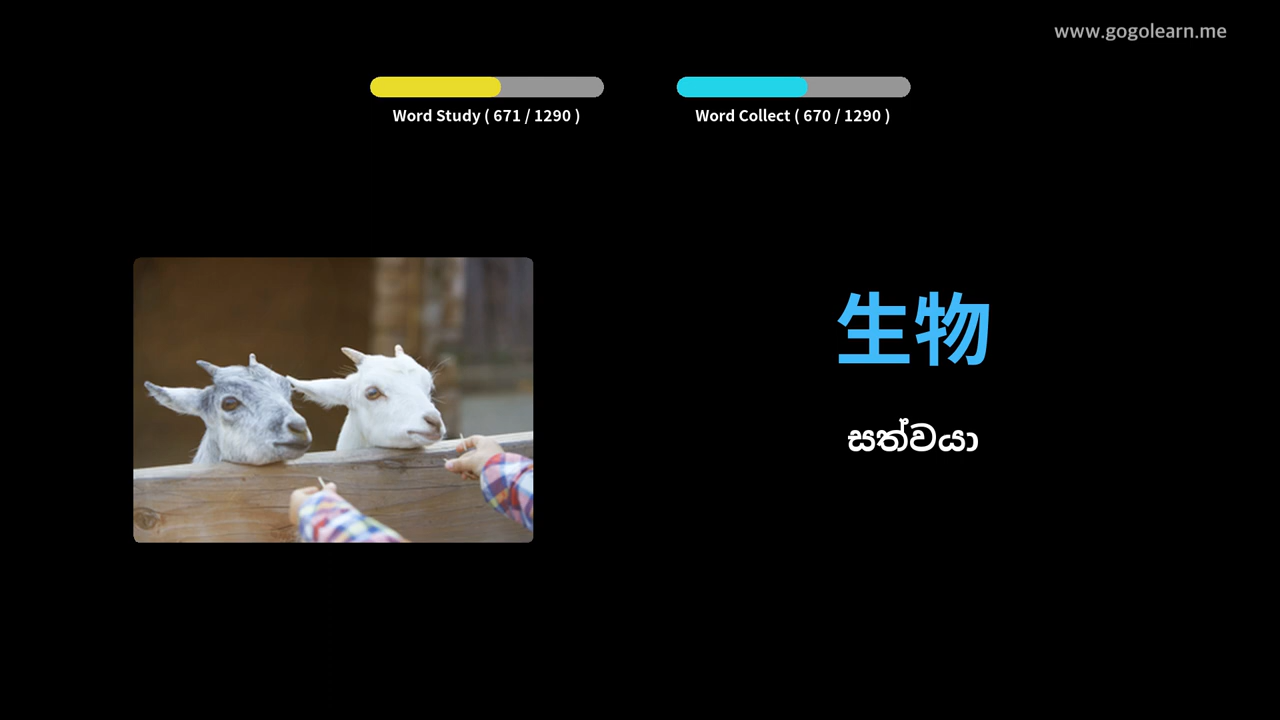 www.gogolearn.me
Word Study ( 671 / 1290 )
Word Collect ( 670 / 1290 )
生物
සත්වයා